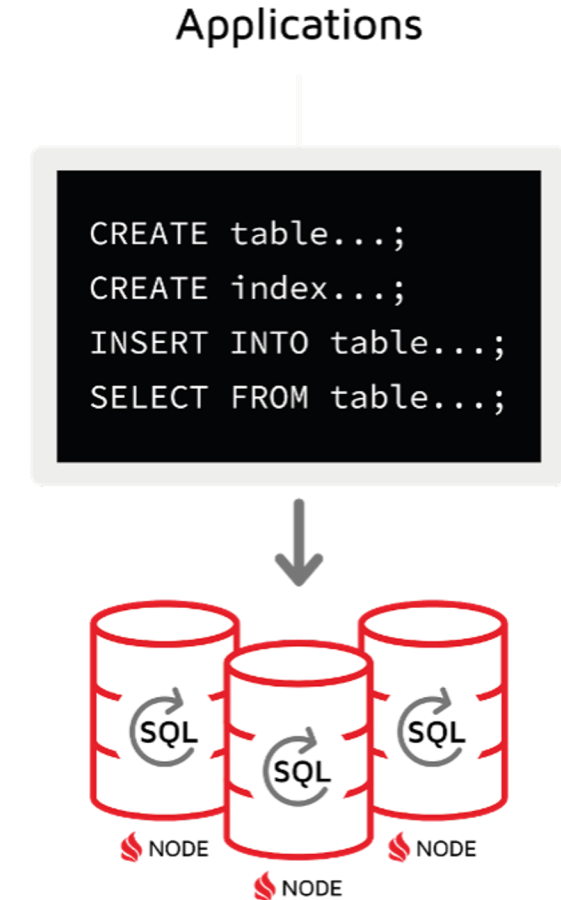 Applications
CREATE table...;
CREATE index...;
INSERT INTO table...;
SELECT FROM table...;
SQL
SQL
SQL
NODE
NODE
NODE